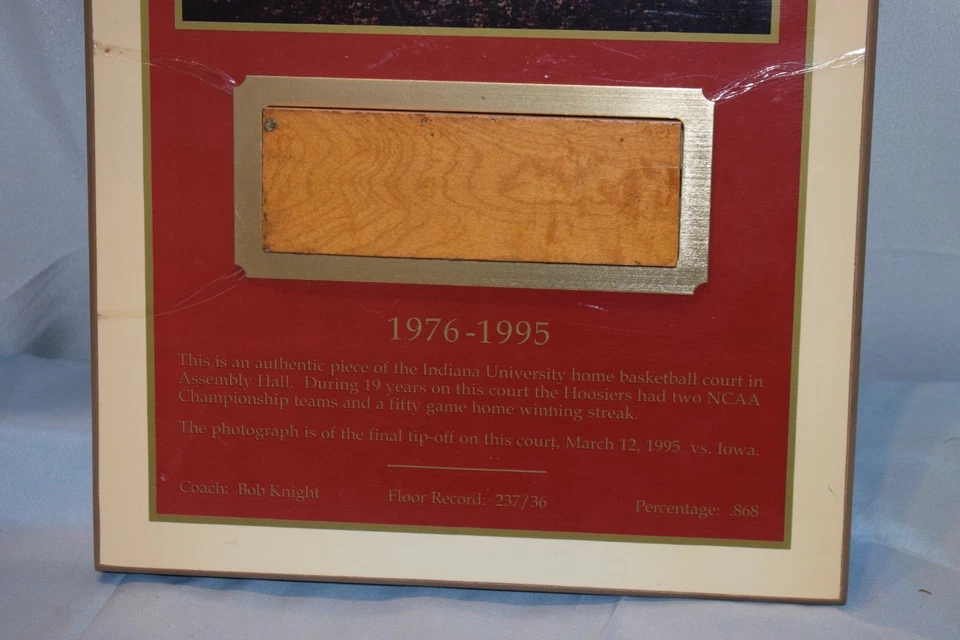 1976-1995
This is an authentic piece of the Indiana University home basketball court in
Assembly Hall. During 19 years on this court the Hoosiers had two NCAA
Championship teams and a fifty game home winning streak.
The photograph is of the final tip-off on this court, March 12, 1995 vs. Iowa.
Coach: Bob Knight Floor Record: 237/36 Percentage: .868